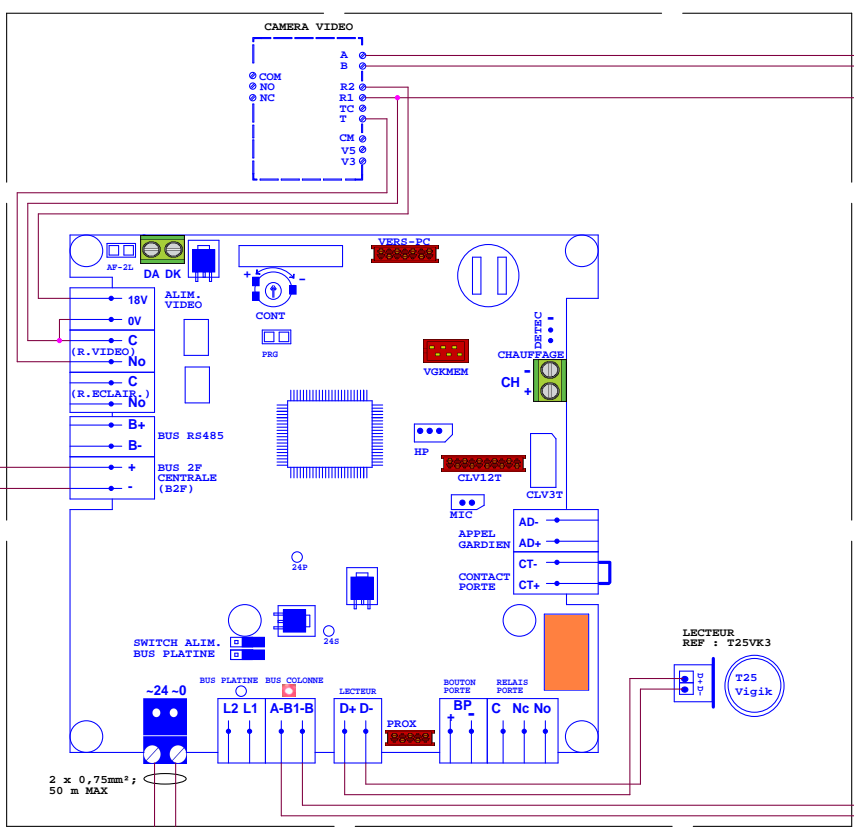 CAMERA VIDEO
A
B
COM
NO
NC
R2
R1
TC
T
CM
V5
V3
VERS-PC
AF-2L
DA DK
+ -
CONT
PRG
ALIM.
VIDEO
18V
0V
C
(R.VIDEO)
No
C
(R.ECLAIR.)
No
B+
BUS RS485
B-
+
BUS 2F
CENTRALE
(B2F)
-
DETEC
CHAUFFAGE
CH
-
+
VGKMEM
HP
CLV12T
CLV3T
MIC
APPEL
GARDIEN
AD-
AD+
CONTACT
PORTE
CT-
CT+
24P
24S
SWITCH ALIM.
BUS PLATINE
LECTEUR
REF : T25VK3
D+
D-
T25
Vigik
~24 ~0
BUS PLATINE
L2 L1
BUS COLONNE
A-B1-B
LECTEUR
D+ D-
PROX
BOUTON
PORTE
BP
+ -
RELAIS
PORTE
C Nc No
2 x 0,75mm²;
50 m MAX